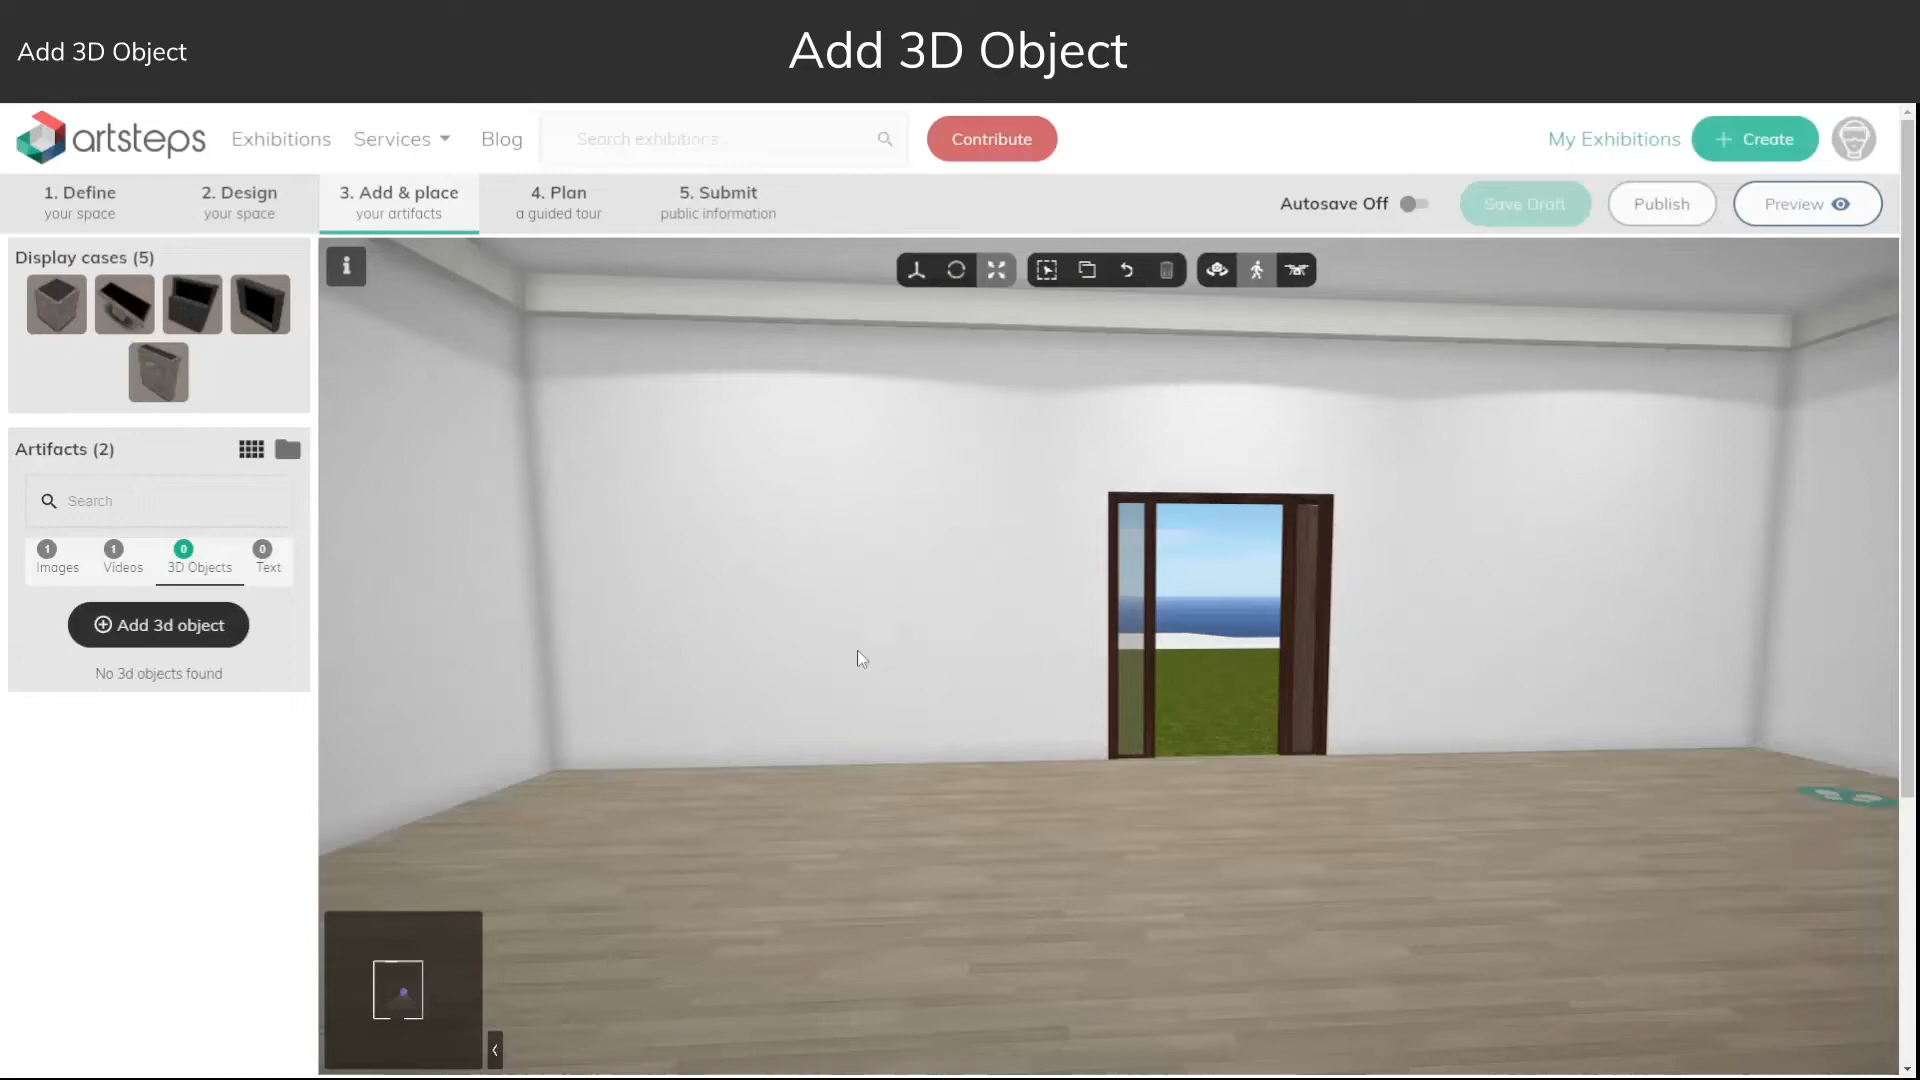 Add 3D Object
Add 3D Object
artsteps
Exhibitions
Services
Blog
Search exhibitions
Contribute
My Exhibitions
+ Create
1. Define
your space
2. Design
your space
3. Add & place
your artifacts
4. Plan
a guided tour
5. Submit
public information
Autosave Off
Save Draft
Publish
Preview
Display cases (5)
i
Artifacts (2)
Search
1
Images
1
Videos
0
3D Objects
0
Text
Add 3d object
No 3d objects found